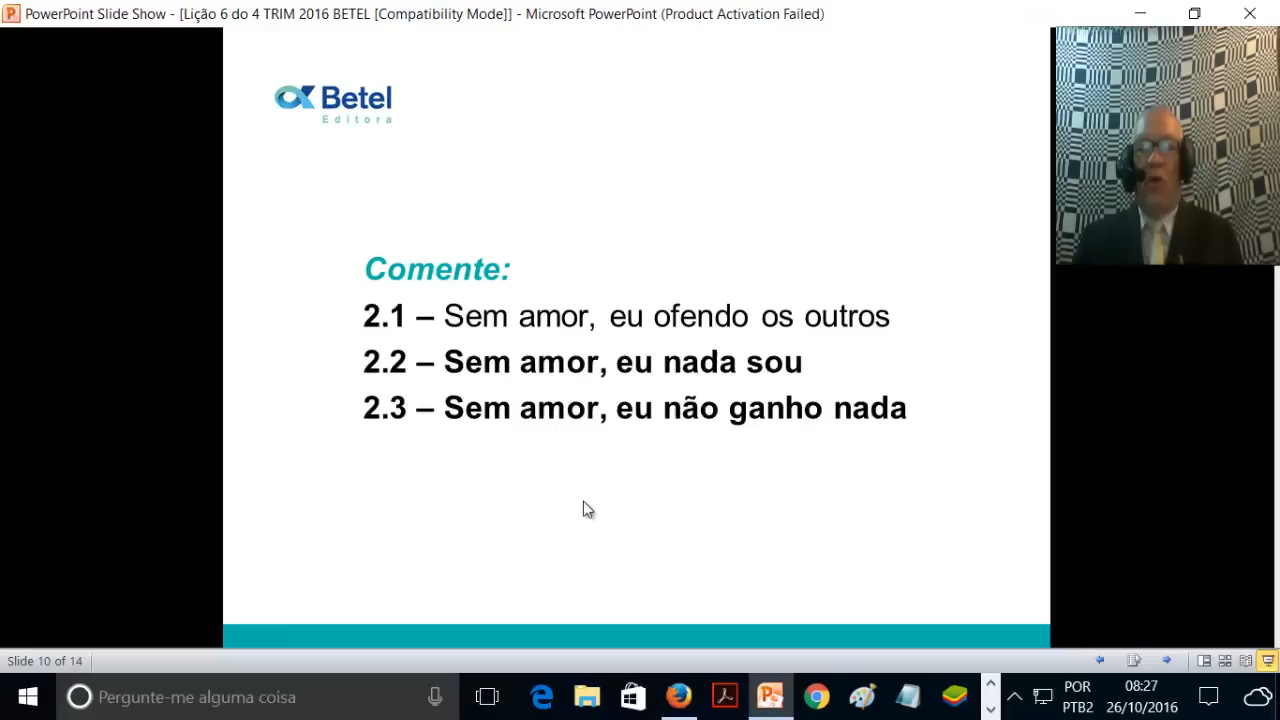 PowerPoint Slide Show - [Lição 6 do 4 TRIM 2016 BETEL [Compatibility Mode]] - Microsoft PowerPoint (Product Activation Failed)
Betel
Editora
Comente:
2.1 – Sem amor, eu ofendo os outros
2.2 – Sem amor, eu nada sou
2.3 – Sem amor, eu não ganho nada
Slide 10 of 14
Pergunte-me alguma coisa
POR
PTB2
08:27
26/10/2016